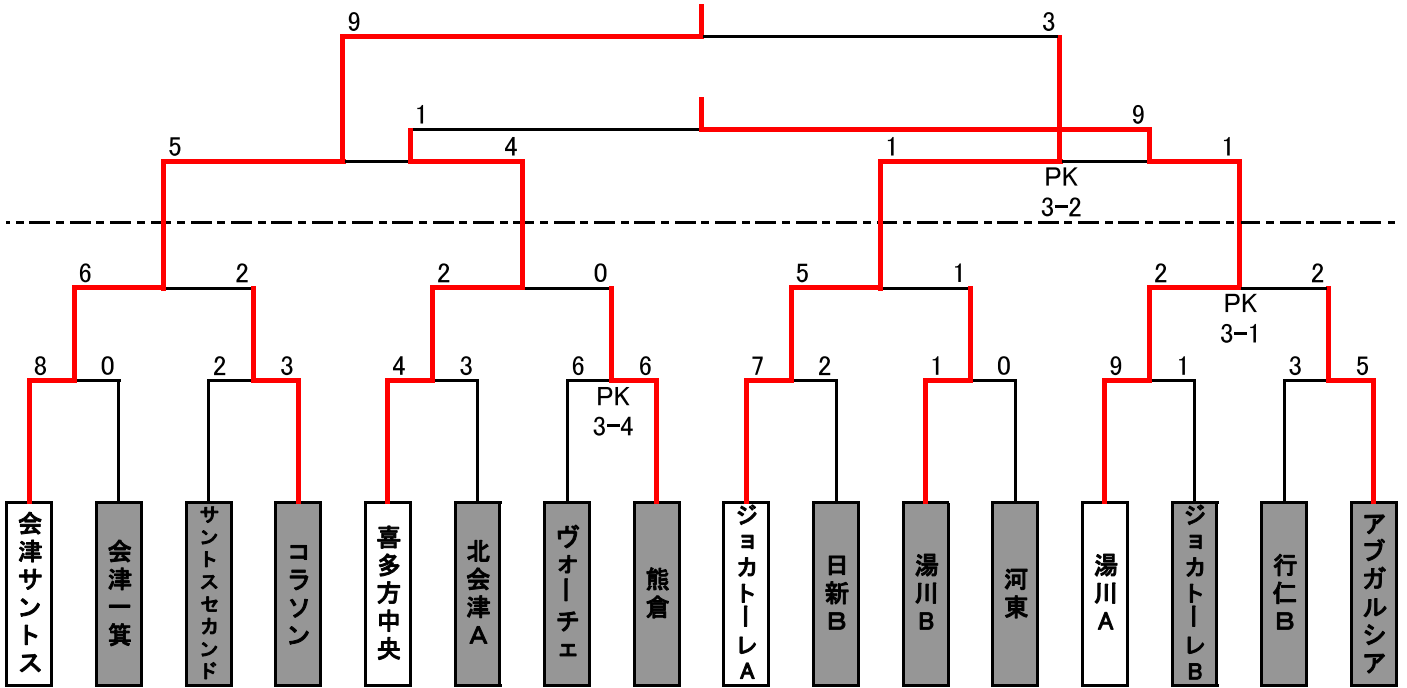 9 3
1 9
5 4 1 1
PK
3-2
6 2 2 0 5 1 2 2
PK
3-1
8 0 2 3 4 3 6 6 7 2 1 0 9 1 3 5
PK
3-4
会津サントス
会津一箕
サントスセカンド
コラソン
喜多方中央
北会津A
ヴォーチェ
熊倉
ジョカトーレA
日新B
湯川B
河東
湯川A
ジョカトーレB
行仁B
アブガルシア